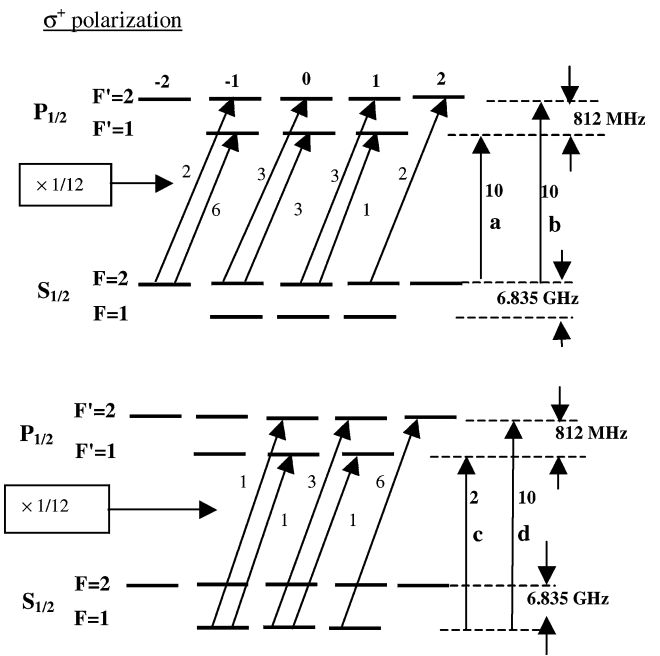 σ⁺ polarization
-2 -1 0 1 2
F'=2
P1/2
F'=1
812 MHz
× 1/12
2 6 3 3 3 1 2
10 10
a b
F=2
S1/2
F=1
6.835 GHz
F'=2
P1/2
F'=1
812 MHz
× 1/12
1 1 3 1 6
2 10
c d
F=2
S1/2
F=1
6.835 GHz